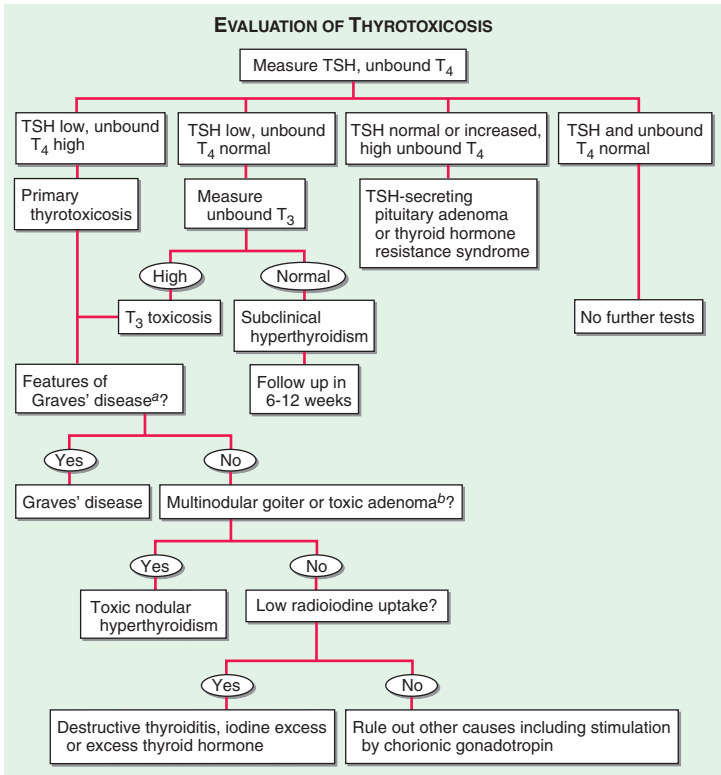 EVALUATION OF THYROTOXICOSIS
Measure TSH, unbound T4
TSH low, unbound
T4 high
TSH low, unbound
T4 normal
TSH normal or increased,
high unbound T4
TSH and unbound
T4 normal
Primary
thyrotoxicosis
Measure
unbound T3
TSH-secreting
pituitary adenoma
or thyroid hormone
resistance syndrome
High
Normal
T3 toxicosis
Subclinical
hyperthyroidism
No further tests
Features of
Graves' diseasea?
Follow up in
6-12 weeks
Yes
No
Graves' disease
Multinodular goiter or toxic adenomab?
Yes
No
Toxic nodular
hyperthyroidism
Low radioiodine uptake?
Yes
No
Destructive thyroiditis, iodine excess
or excess thyroid hormone
Rule out other causes including stimulation
by chorionic gonadotropin